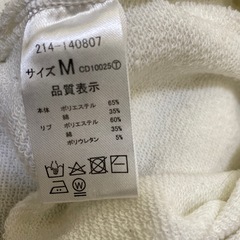 214-140807
サイズ M CD10025Ⓣ
品質表示
本体 ポリエステル 65%
綿 35%
リブ ポリエステル 60%
綿 35%
ポリウレタン 5%